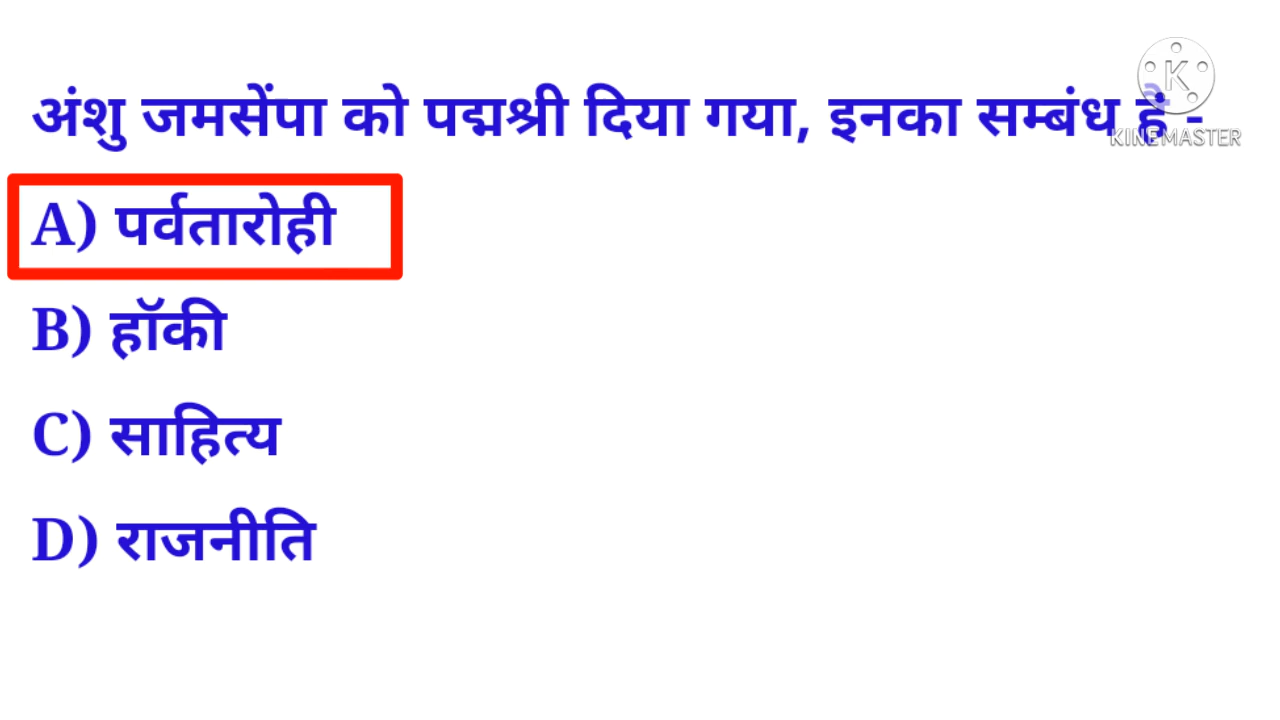 अंशु जमसेंपा को पद्मश्री दिया गया, इनका सम्बंध है -
KINEMASTER
A) पर्वतारोही
B) हॉकी
C) साहित्य
D) राजनीति